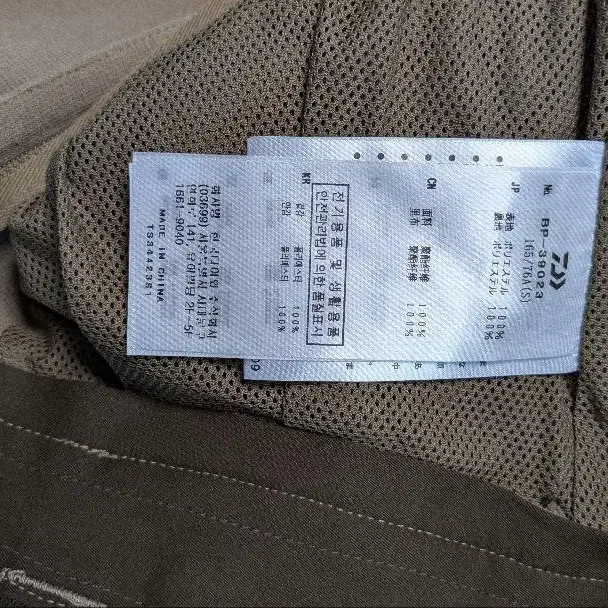 No. BP-39023
165/76A(S)
JP 表地 ポリエステル 100%
裏地 ポリエステル 100%
CN 面料 聚酯纤维 100%
里布 聚酯纤维 100%
전기용품 및 생활용품
안전관리법에 의한 품질표시
KR 겉감 폴리에스터 100%
안감 폴리에스터 100%
1661-9040
MADE IN CHINA